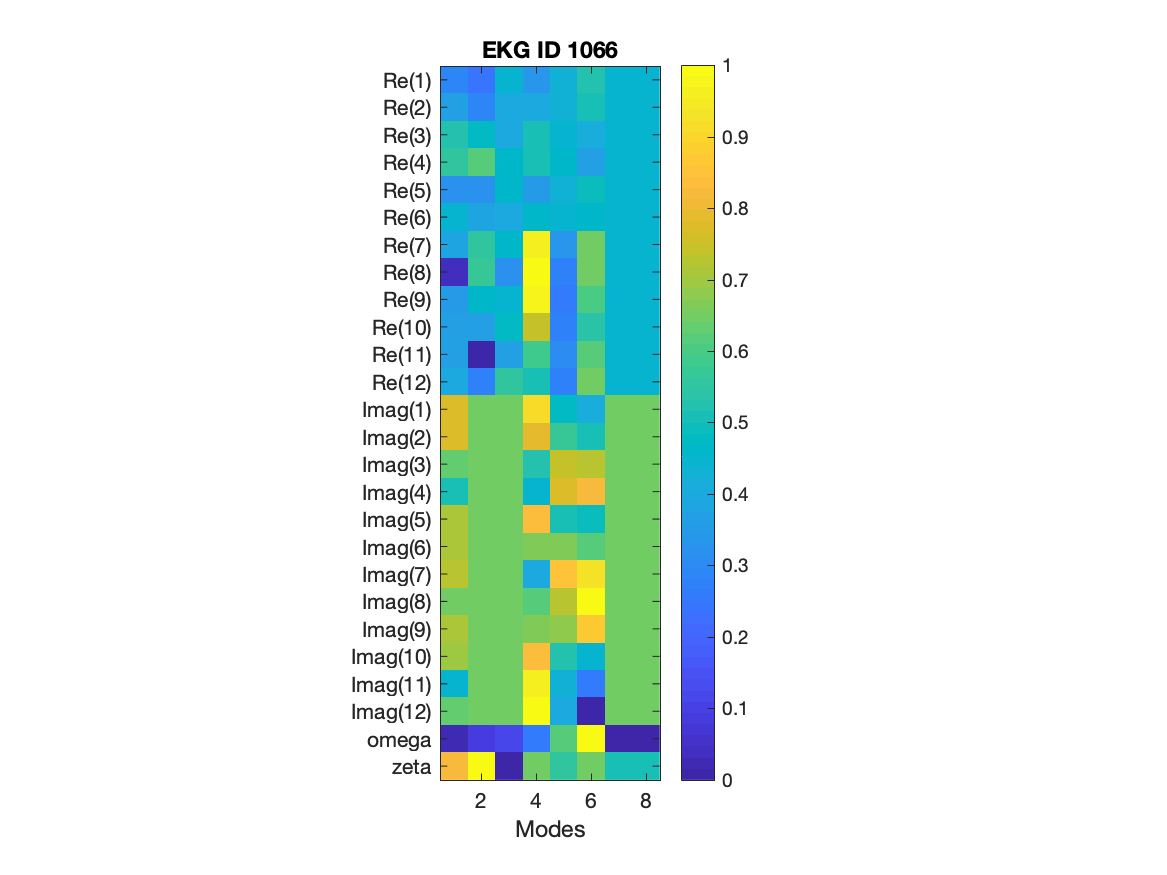 EKG ID 1066
Re(1)
Re(2)
Re(3)
Re(4)
Re(5)
Re(6)
Re(7)
Re(8)
Re(9)
Re(10)
Re(11)
Re(12)
Imag(1)
Imag(2)
Imag(3)
Imag(4)
Imag(5)
Imag(6)
Imag(7)
Imag(8)
Imag(9)
Imag(10)
Imag(11)
Imag(12)
omega
zeta
2 4 6 8
Modes
1
0.9
0.8
0.7
0.6
0.5
0.4
0.3
0.2
0.1
0